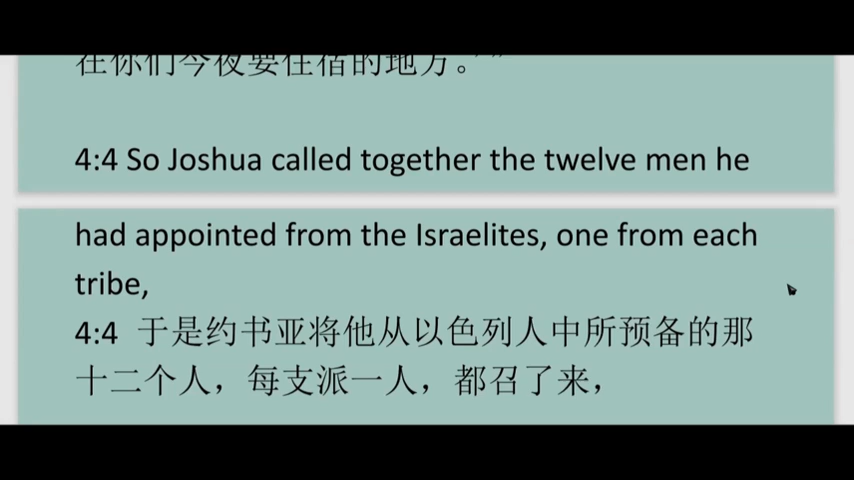 在你们今夜要住宿的地方。’”
4:4 So Joshua called together the twelve men he
had appointed from the Israelites, one from each
tribe,
4:4 于是约书亚将他从以色列人中所预备的那
十二个人，每支派一人，都召了来，